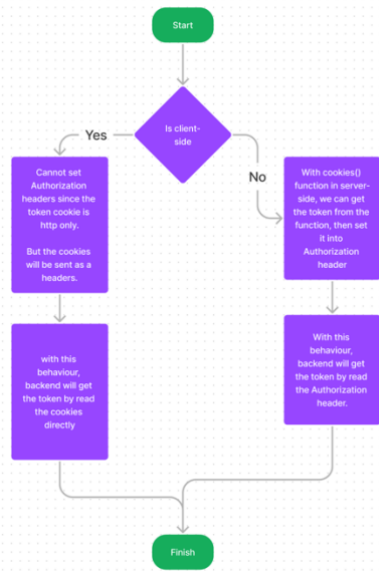 Start
Is client-
side
Yes
No
Cannot set
Authorization
headers since the
token cookie is
http only.
But the cookies
will be sent as a
headers.
With cookies()
function in server-
side, we can get
the token from the
function, then set
it into
Authorization
header
with this
behaviour,
backend will get
the token by read
the cookies
directly
With this
behaviour,
backend will get
the token by read
the Authorization
header.
Finish